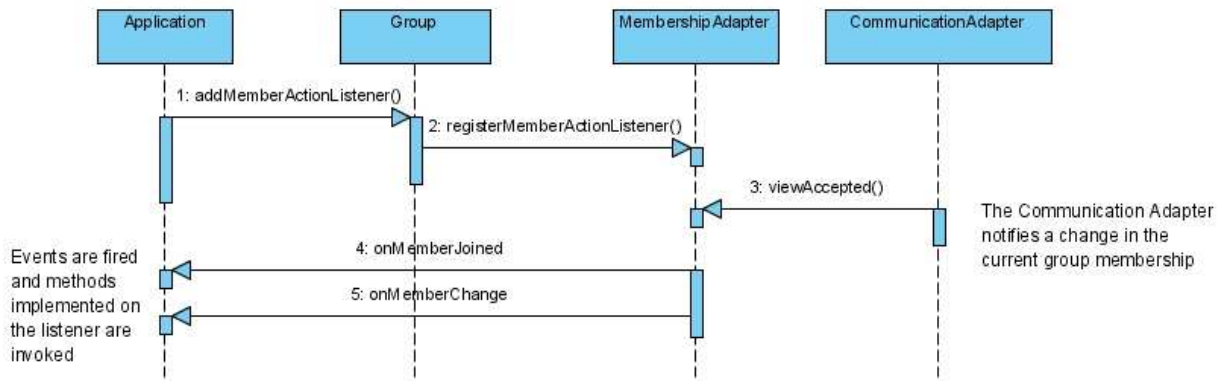 Application
Group
MembershipAdapter
CommunicationAdapter
1: addMemberActionListener()
2: registerMemberActionListener()
3: viewAccepted()
The Communication Adapter
notifies a change in the
current group membership
4: onMemberJoined
Events are fired
and methods
implemented on
the listener are
invoked
5: onMemberChange